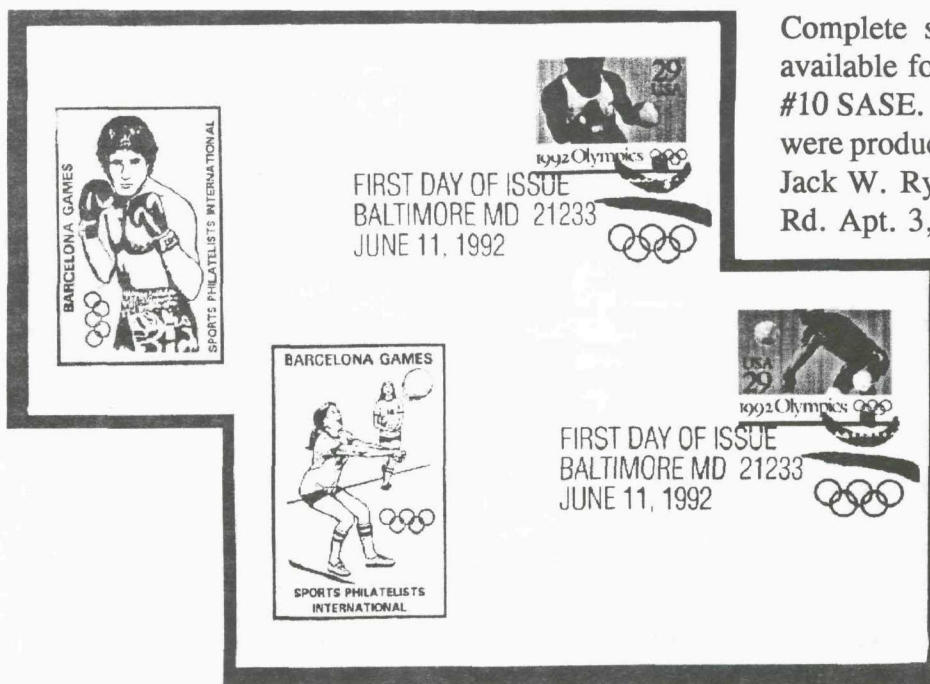 Complete s
available fo
#10 SASE.
were produc
Jack W. Ry
Rd. Apt. 3,
BARCELONA GAMES
SPORTS PHILATELISTS INTERNATIONAL
29
USA
1992 Olympics
FIRST DAY OF ISSUE
BALTIMORE MD 21233
JUNE 11, 1992
BARCELONA GAMES
SPORTS PHILATELISTS
INTERNATIONAL
USA
29
1992 Olympics
FIRST DAY OF ISSUE
BALTIMORE MD 21233
JUNE 11, 1992